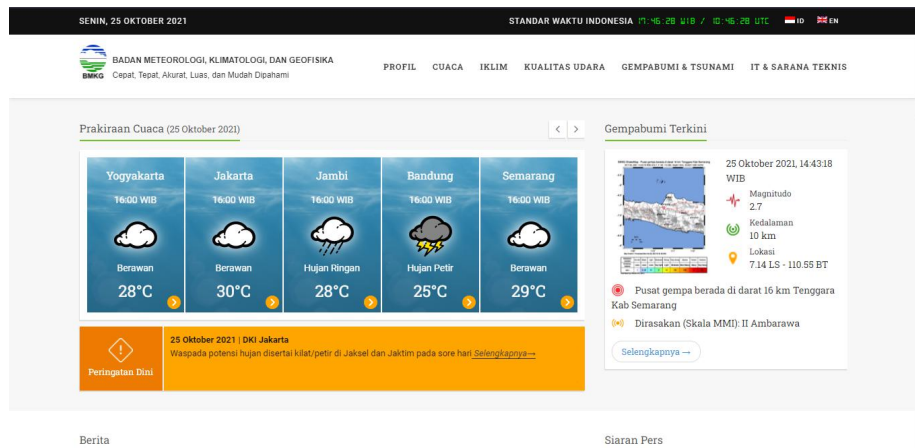 SENIN, 25 OKTOBER 2021
STANDAR WAKTU INDONESIA 17:46:28 WIB / 10:46:28 UTC ID EN
BMKG
BADAN METEOROLOGI, KLIMATOLOGI, DAN GEOFISIKA
Cepat, Tepat, Akurat, Luas, dan Mudah Dipahami
PROFIL CUACA IKLIM KUALITAS UDARA GEMPABUMI & TSUNAMI IT & SARANA TEKNIS
Prakiraan Cuaca (25 Oktober 2021)
Yogyakarta Jakarta Jambi Bandung Semarang
16:00 WIB 16:00 WIB 16:00 WIB 16:00 WIB 16:00 WIB
Berawan Berawan Hujan Ringan Hujan Petir Berawan
28°C 30°C 28°C 25°C 29°C
Peringatan Dini
25 Oktober 2021 | DKI Jakarta
Waspada potensi hujan disertai kilat/petir di Jaksel dan Jaktim pada sore hari Selengkapnya→
Gempabumi Terkini
25 Oktober 2021, 14:43:18
WIB
Magnitudo
2.7
Kedalaman
10 km
Lokasi
7.14 LS - 110.55 BT
Pusat gempa berada di darat 16 km Tenggara
Kab Semarang
Dirasakan (Skala MMI): II Ambarawa
Selengkapnya →
Berita
Siaran Pers